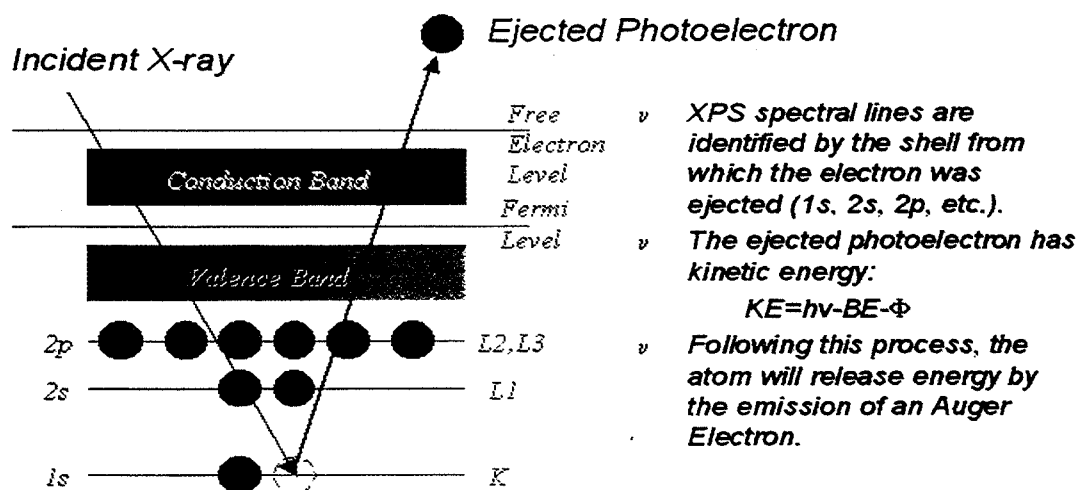 Ejected Photoelectron
Incident X-ray
Free
Electron
Level
Conduction Band
Fermi
Level
Valence Band
2p
L2,L3
2s
L1
1s
K
ν XPS spectral lines are
identified by the shell from
which the electron was
ejected (1s, 2s, 2p, etc.).
ν The ejected photoelectron has
kinetic energy:
KE=hν-BE-Φ
ν Following this process, the
atom will release energy by
the emission of an Auger
Electron.